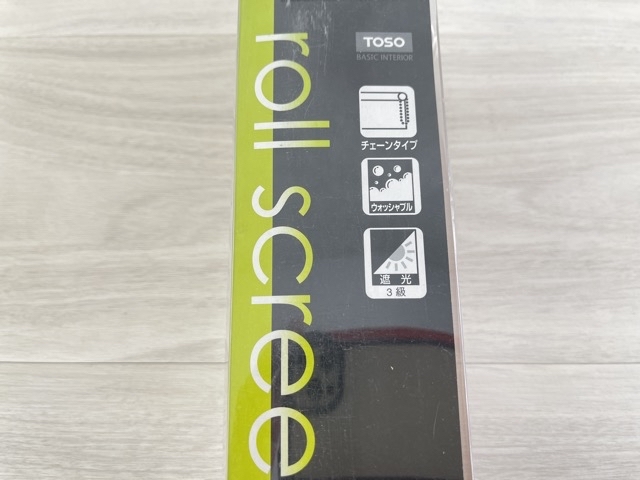 roll scree
TOSO
BASIC INTERIOR
チェーンタイプ
ウォッシャブル
遮光
3級